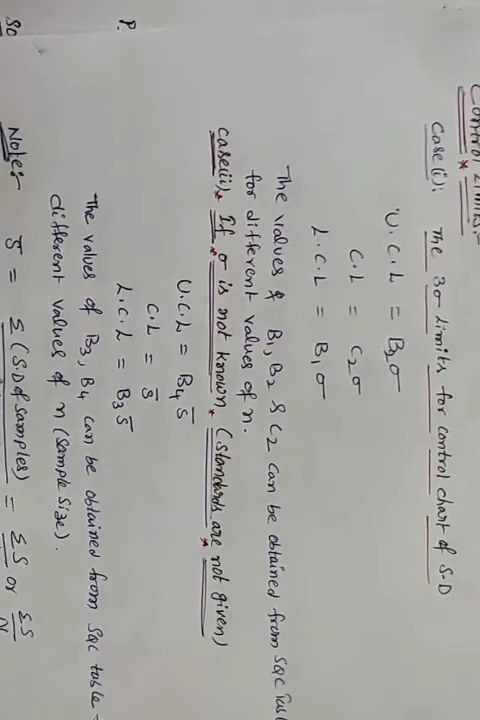 Control Limits:-
Case(i): The 3σ Limits for control chart of S-D
U.C.L = B2σ
C.L = C2σ
L.C.L = B1σ
The values of B1, B2 & C2 can be obtained from SQC Table
for different values of n.
Case(ii) If σ is not known (Standards are not given)
U.C.L = B4 S̄
C.L = S̄
L.C.L = B3 S̄
The values of B3, B4 can be obtained from SQC table
different values of n (Sample Size).
Note:- S̄ = Σ(S.D of Samples) = ΣS or ΣS/N
P.
So